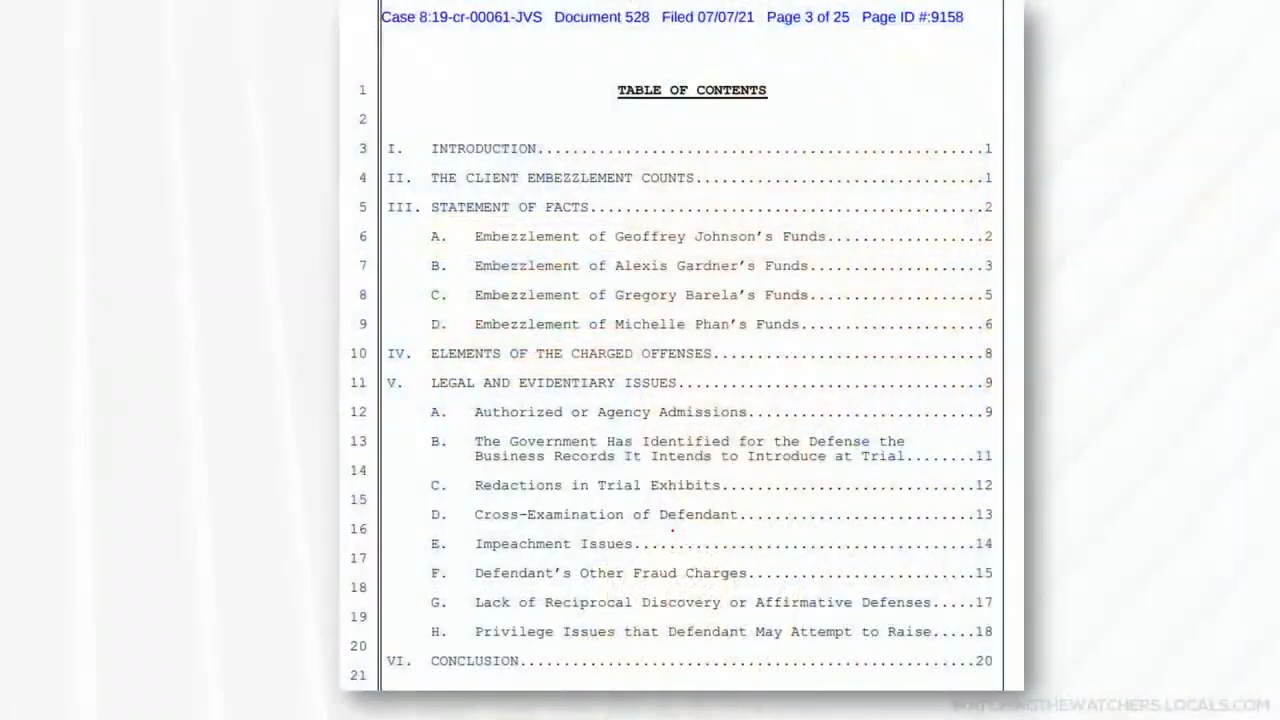 Case 8:19-cr-00061-JVS Document 528 Filed 07/07/21 Page 3 of 25 Page ID #:9158
1 TABLE OF CONTENTS
2
3 I. INTRODUCTION..................................................1
4 II. THE CLIENT EMBEZZLEMENT COUNTS................................1
5 III. STATEMENT OF FACTS............................................2
6 A. Embezzlement of Geoffrey Johnson’s Funds..................2
7 B. Embezzlement of Alexis Gardner’s Funds....................3
8 C. Embezzlement of Gregory Barela’s Funds....................5
9 D. Embezzlement of Michelle Phan’s Funds.....................6
10 IV. ELEMENTS OF THE CHARGED OFFENSES..............................8
11 V. LEGAL AND EVIDENTIARY ISSUES..................................9
12 A. Authorized or Agency Admissions...........................9
13 B. The Government Has Identified for the Defense the
Business Records It Intends to Introduce at Trial........11
14
C. Redactions in Trial Exhibits.............................12
15
D. Cross-Examination of Defendant...........................13
16
E. Impeachment Issues.......................................14
17
F. Defendant’s Other Fraud Charges..........................15
18
G. Lack of Reciprocal Discovery or Affirmative Defenses.....17
19
H. Privilege Issues that Defendant May Attempt to Raise.....18
20
VI. CONCLUSION...................................................20
21
WATCHINGTHEWATCHERS.LOCALS.COM